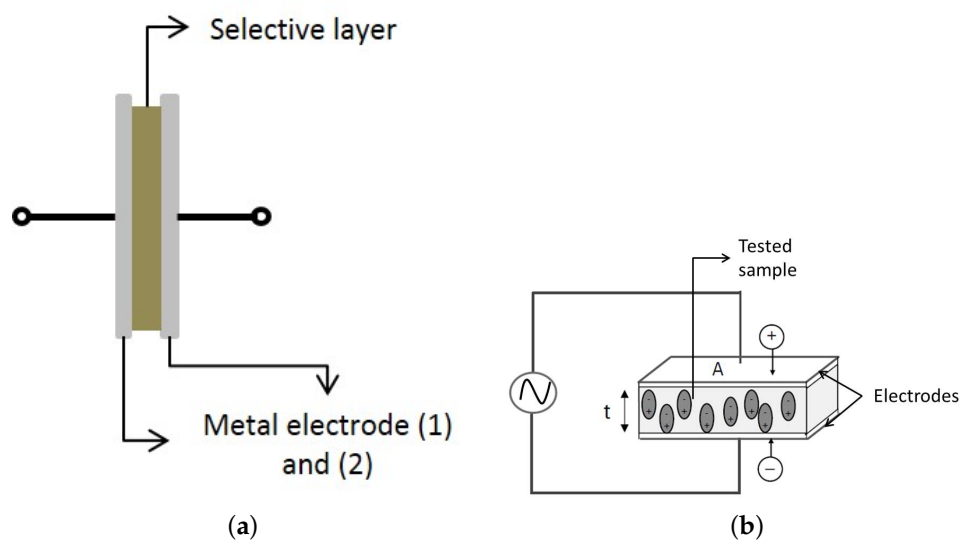 Selective layer
Metal electrode (1)
and (2)
(a)
Tested
sample
+
A
t
Electrodes
- + - + - + - + - + - + - + - +
−
(b)